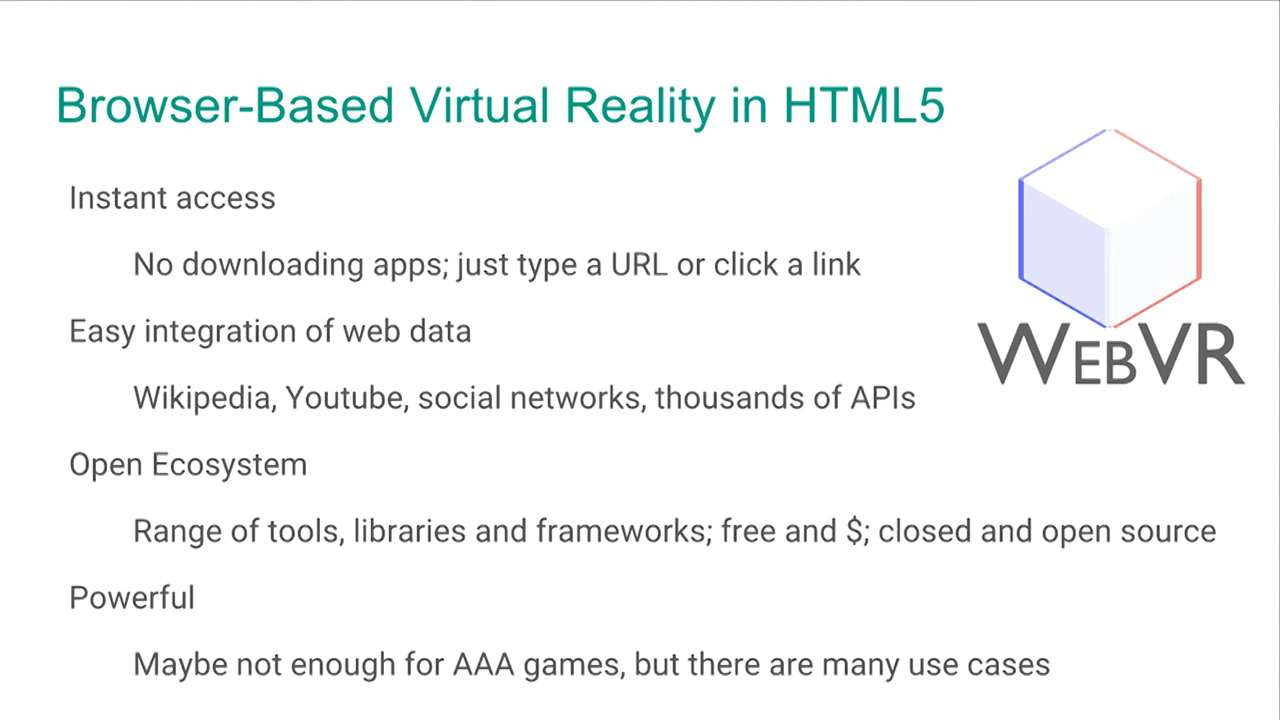 Browser-Based Virtual Reality in HTML5
Instant access
No downloading apps; just type a URL or click a link
Easy integration of web data
Wikipedia, Youtube, social networks, thousands of APIs
WEBVR
Open Ecosystem
Range of tools, libraries and frameworks; free and $; closed and open source
Powerful
Maybe not enough for AAA games, but there are many use cases